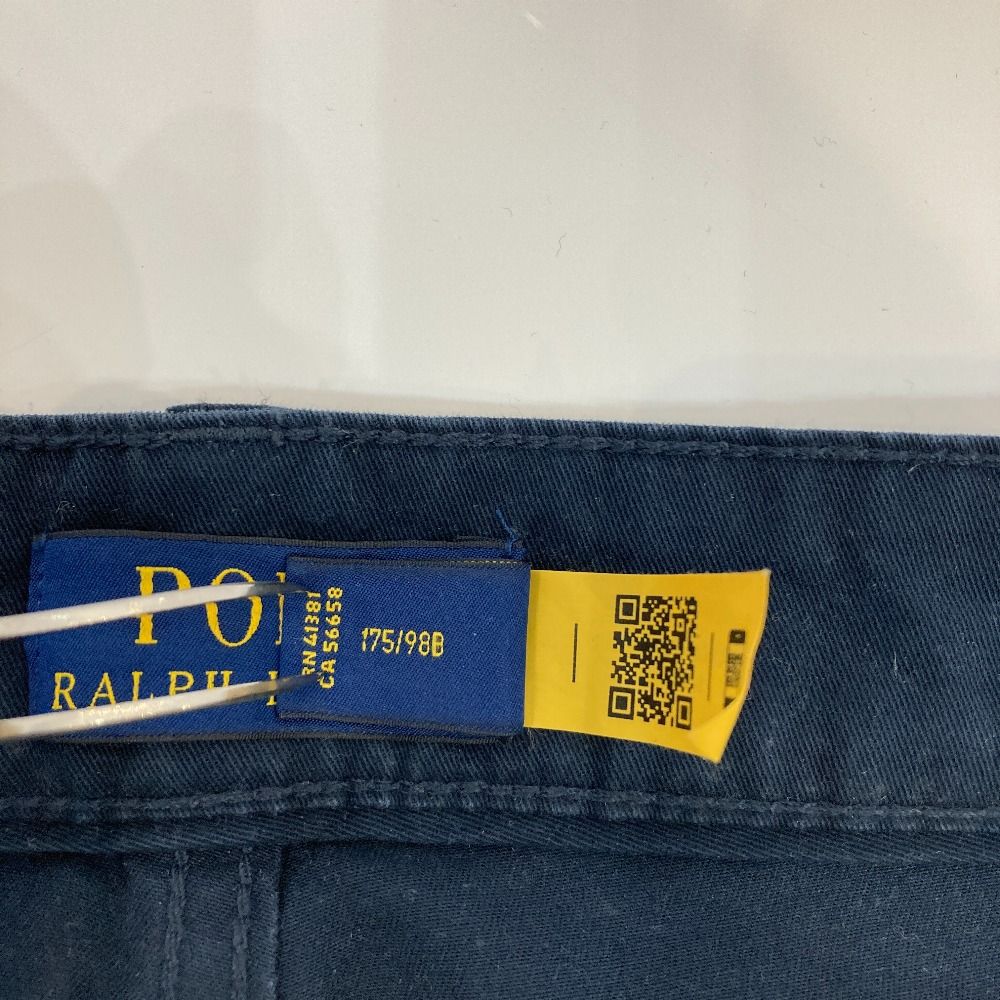 PO
RALPH L
RN 41381
CA 56658
175/98B